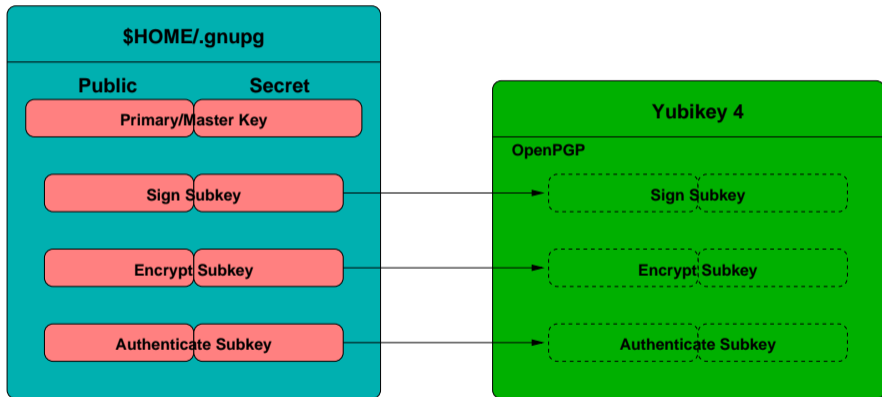 $HOME/.gnupg
Public Secret
Primary/Master Key
Sign Subkey
Encrypt Subkey
Authenticate Subkey
Yubikey 4
OpenPGP
Sign Subkey
Encrypt Subkey
Authenticate Subkey